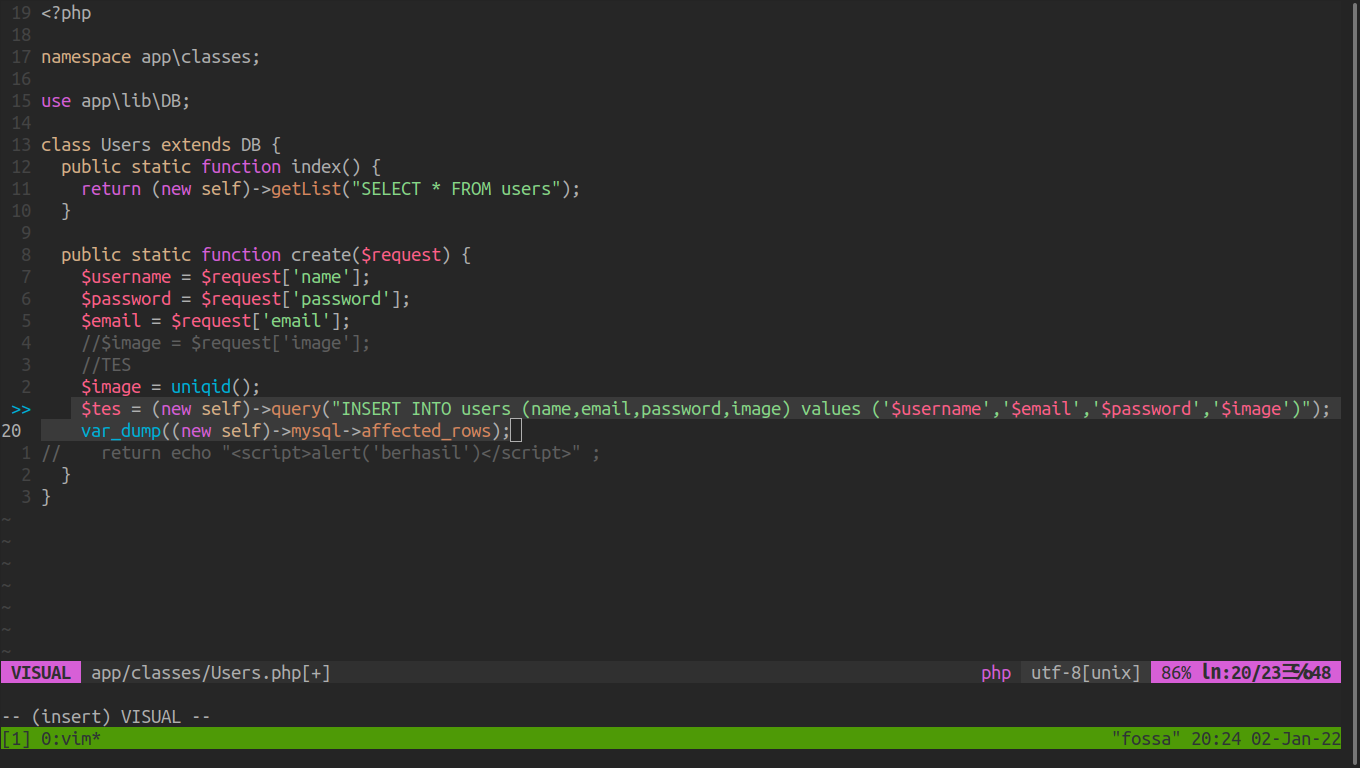 19 <?php
18
17 namespace app\classes;
16
15 use app\lib\DB;
14
13 class Users extends DB {
12   public static function index() {
11     return (new self)->getList("SELECT * FROM users");
10   }
9
8   public static function create($request) {
7     $username = $request['name'];
6     $password = $request['password'];
5     $email = $request['email'];
4     //$image = $request['image'];
3     //TES
2     $image = uniqid();
>>     $tes = (new self)->query("INSERT INTO users (name,email,password,image) values ('$username','$email','$password','$image')");
20     var_dump((new self)->mysql->affected_rows);
1 //    return echo "<script>alert('berhasil')</script>" ;
2   }
3 }
~
~
~
~
~
~
~
VISUAL app/classes/Users.php[+] php utf-8[unix] 86% ln:20/23☰℅48
-- (insert) VISUAL --
[1] 0:vim* "fossa" 20:24 02-Jan-22